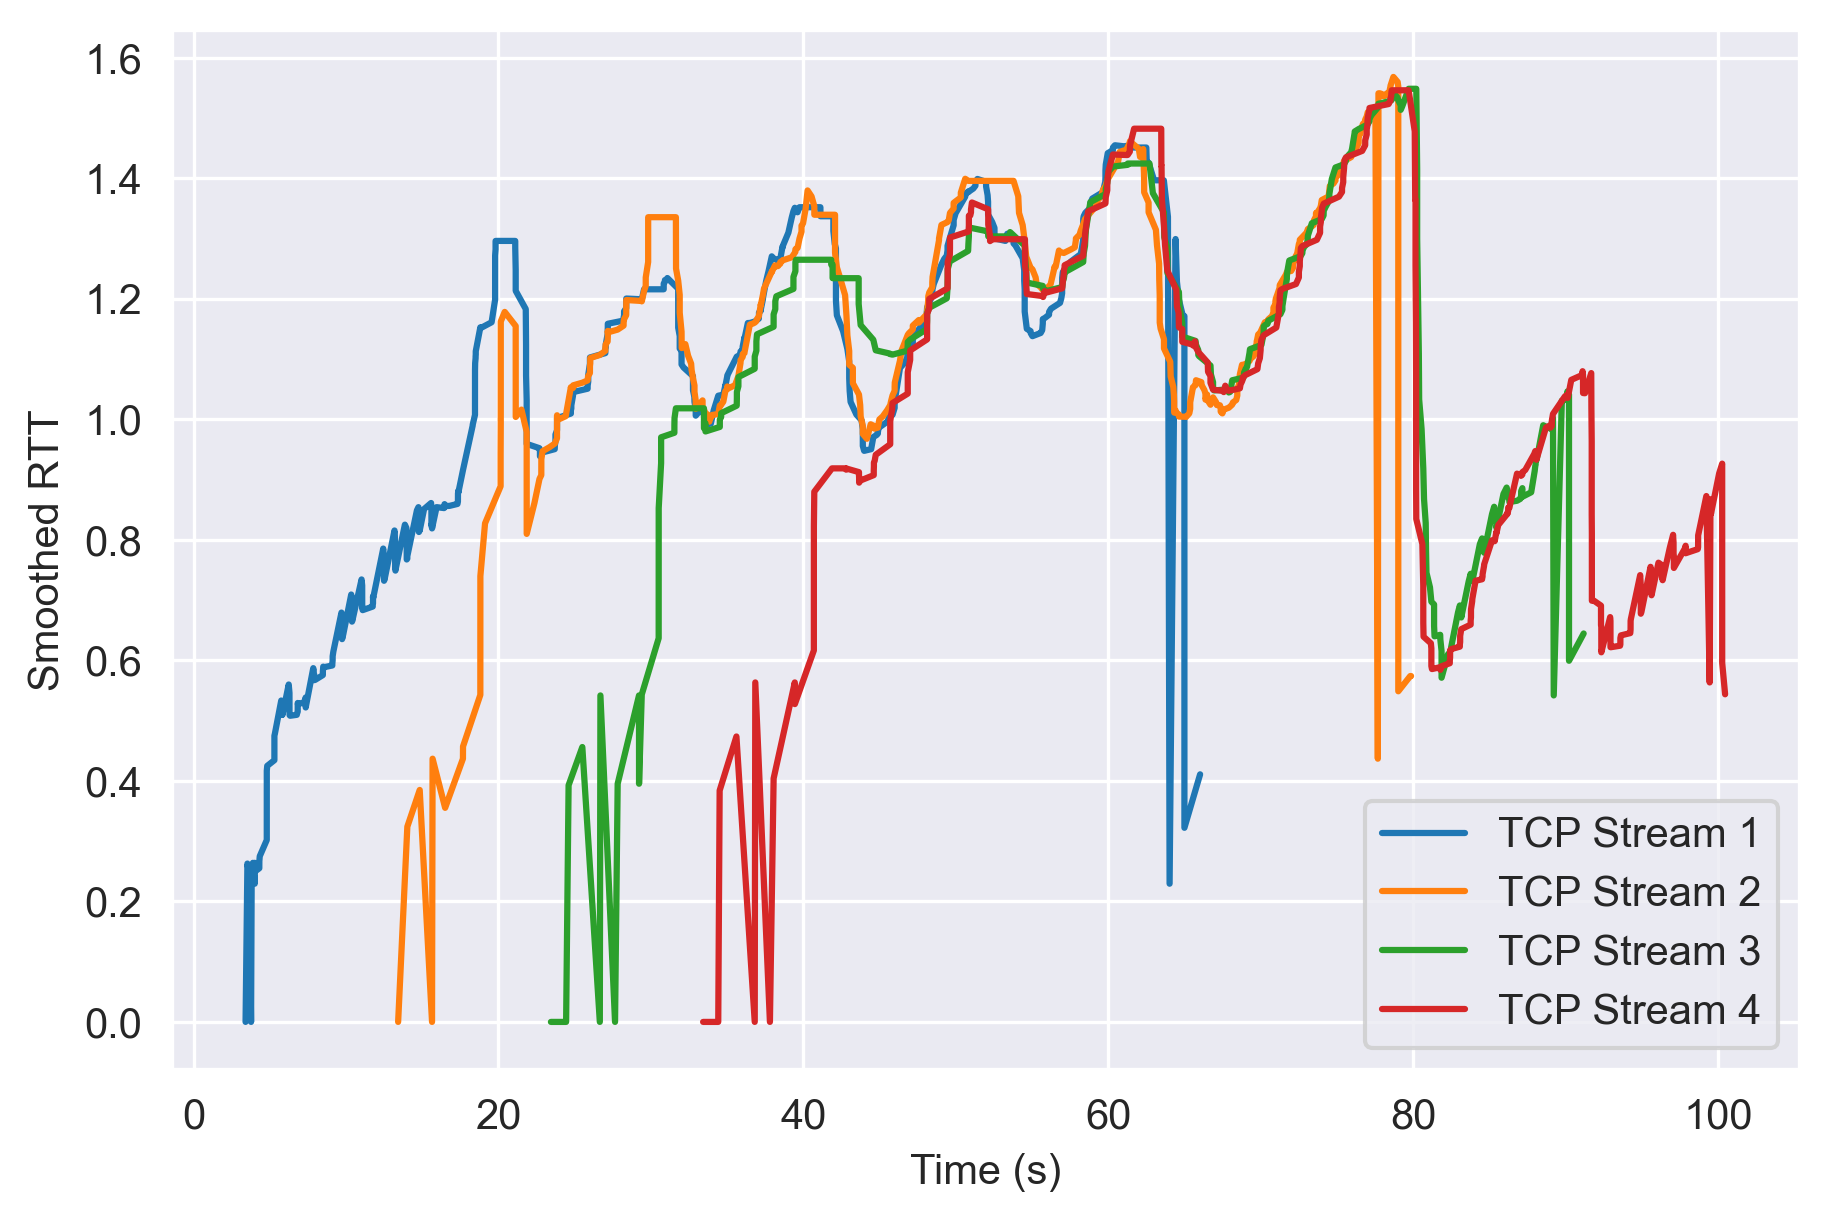 1.6
1.4
1.2
1.0
0.8
0.6
0.4
0.2
0.0
Smoothed RTT
0 20 40 60 80 100
Time (s)
TCP Stream 1
TCP Stream 2
TCP Stream 3
TCP Stream 4